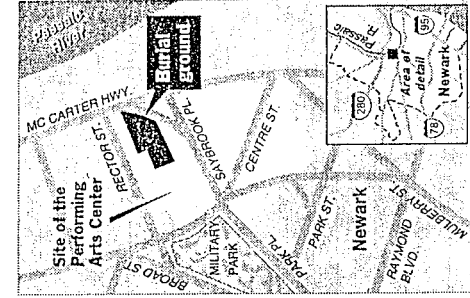 Passaic
River
MC CARTER HWY.
Burial
ground
RECTOR ST.
SAYBROOK PL.
CENTRE ST.
Site of the
Performing
Arts Center
BROAD ST.
MILITARY
PARK
PARK PL.
PARK ST.
Newark
RAYMOND
BLVD.
MULBERRY ST.
Passaic
R.
95
Area of
detail
280
Newark
78